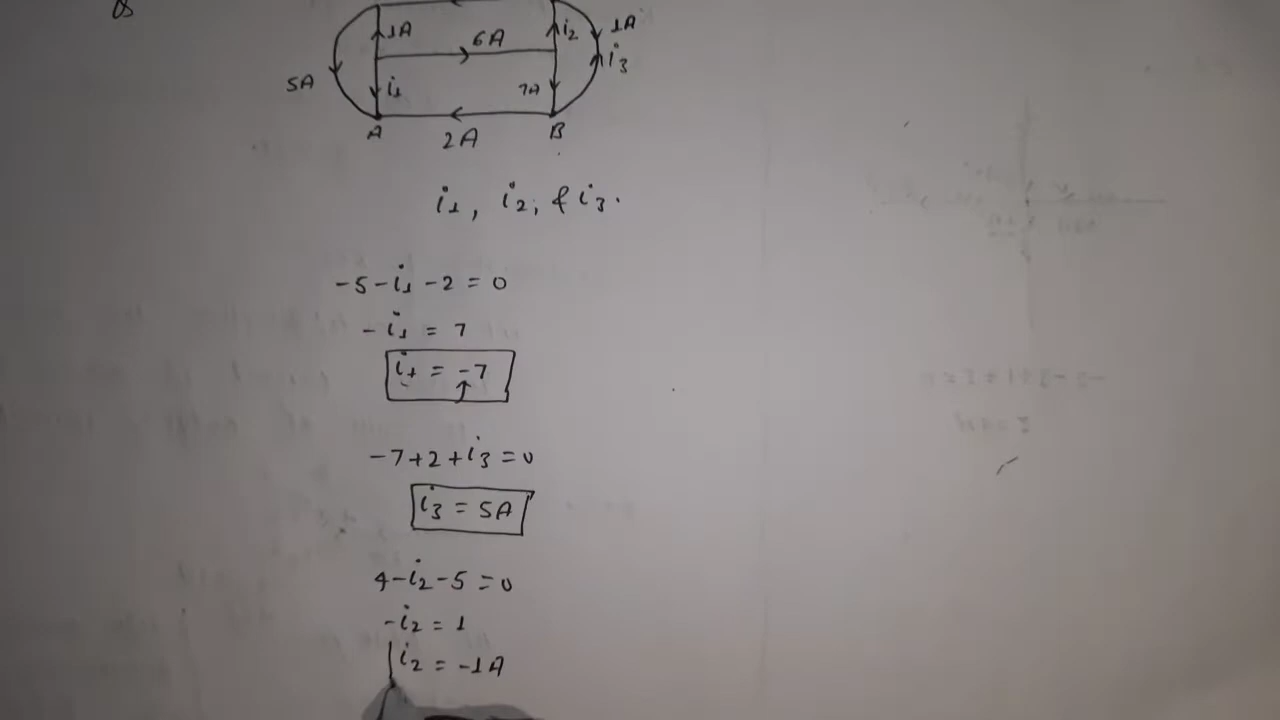 1A
i2
1A
6A
i3
5A
i1
7A
A
2A
B
i1, i2, & i3.
-5-i1-2=0
-i1=7
i1=-7
-7+2+i3=0
i3=5A
4-i2-5=0
-i2=1
i2=-1A